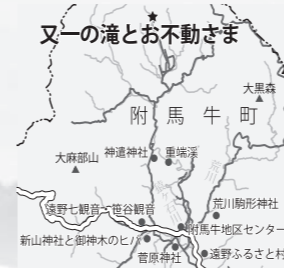 又一の滝とお不動さま
大黒森
附馬牛町
神遣神社
重端渓
大麻部山
遠野七観音－笹谷観音
荒川駒形神社
附馬牛地区センター
新山神社と御神木のヒバ
菅原神社
遠野ふるさと村